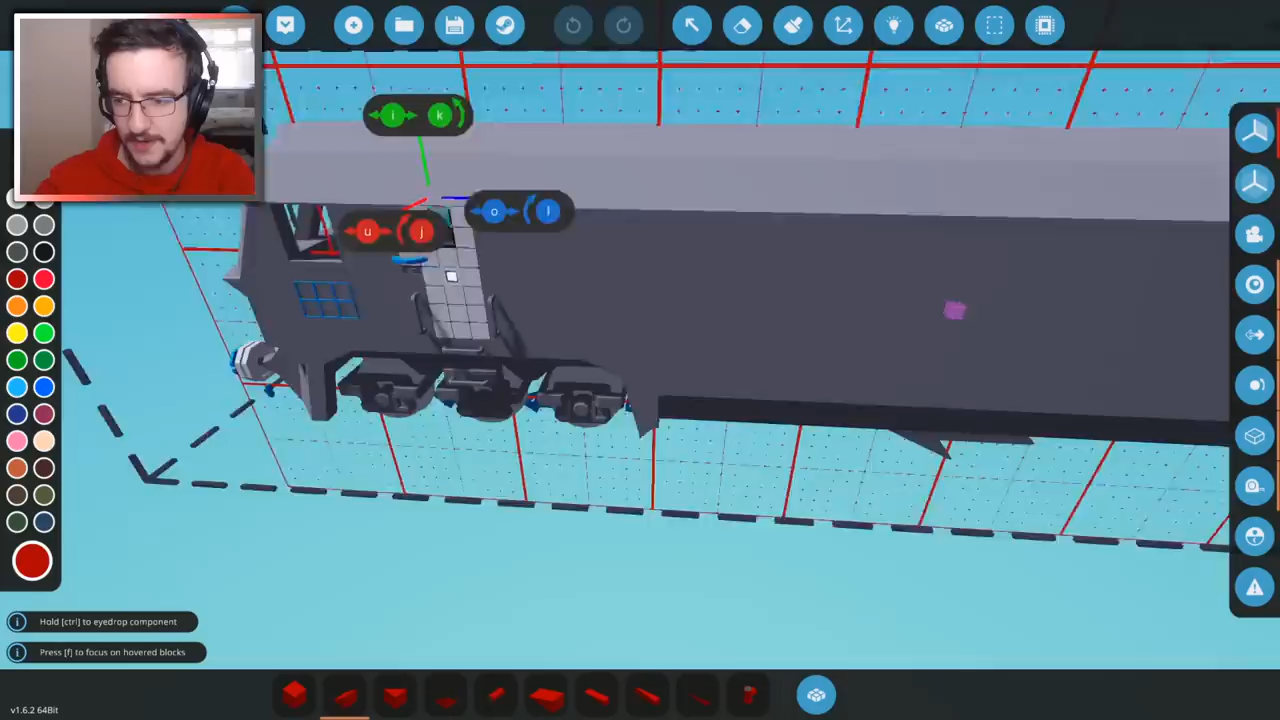 i k
o l
u j
Hold [ctrl] to eyedrop component
Press [f] to focus on hovered blocks
v1.6.2 64Bit